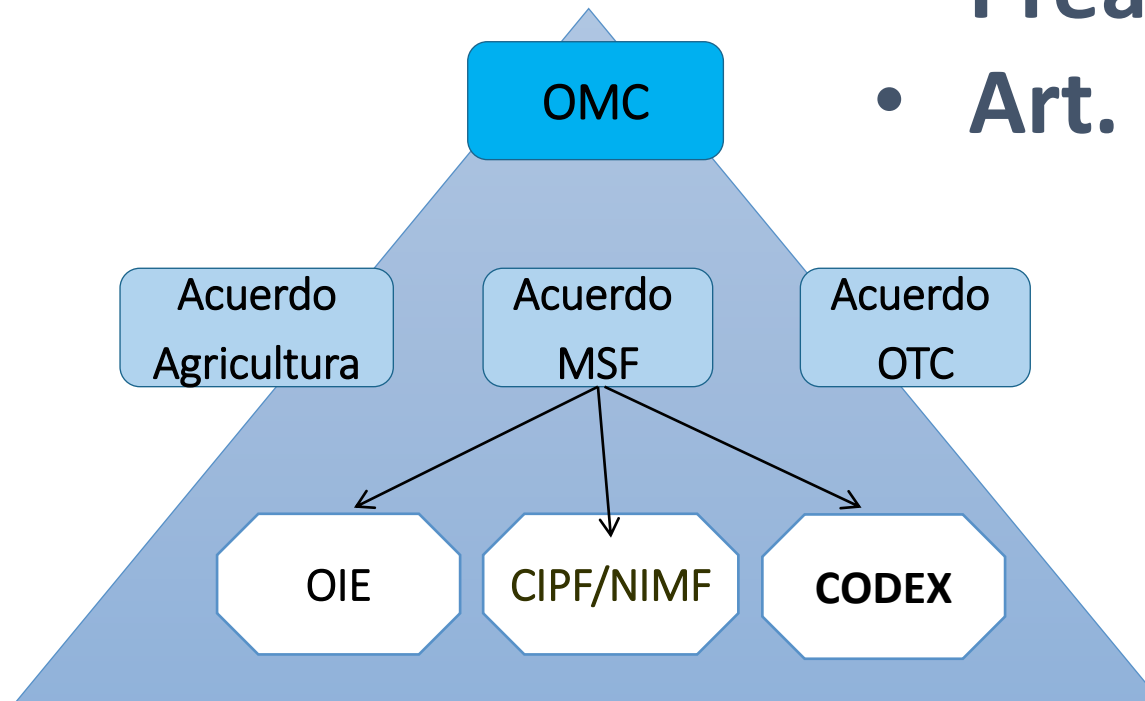 • Art.
OMC
Acuerdo
Agricultura
Acuerdo
MSF
Acuerdo
OTC
OIE
CIPF/NIMF
CODEX